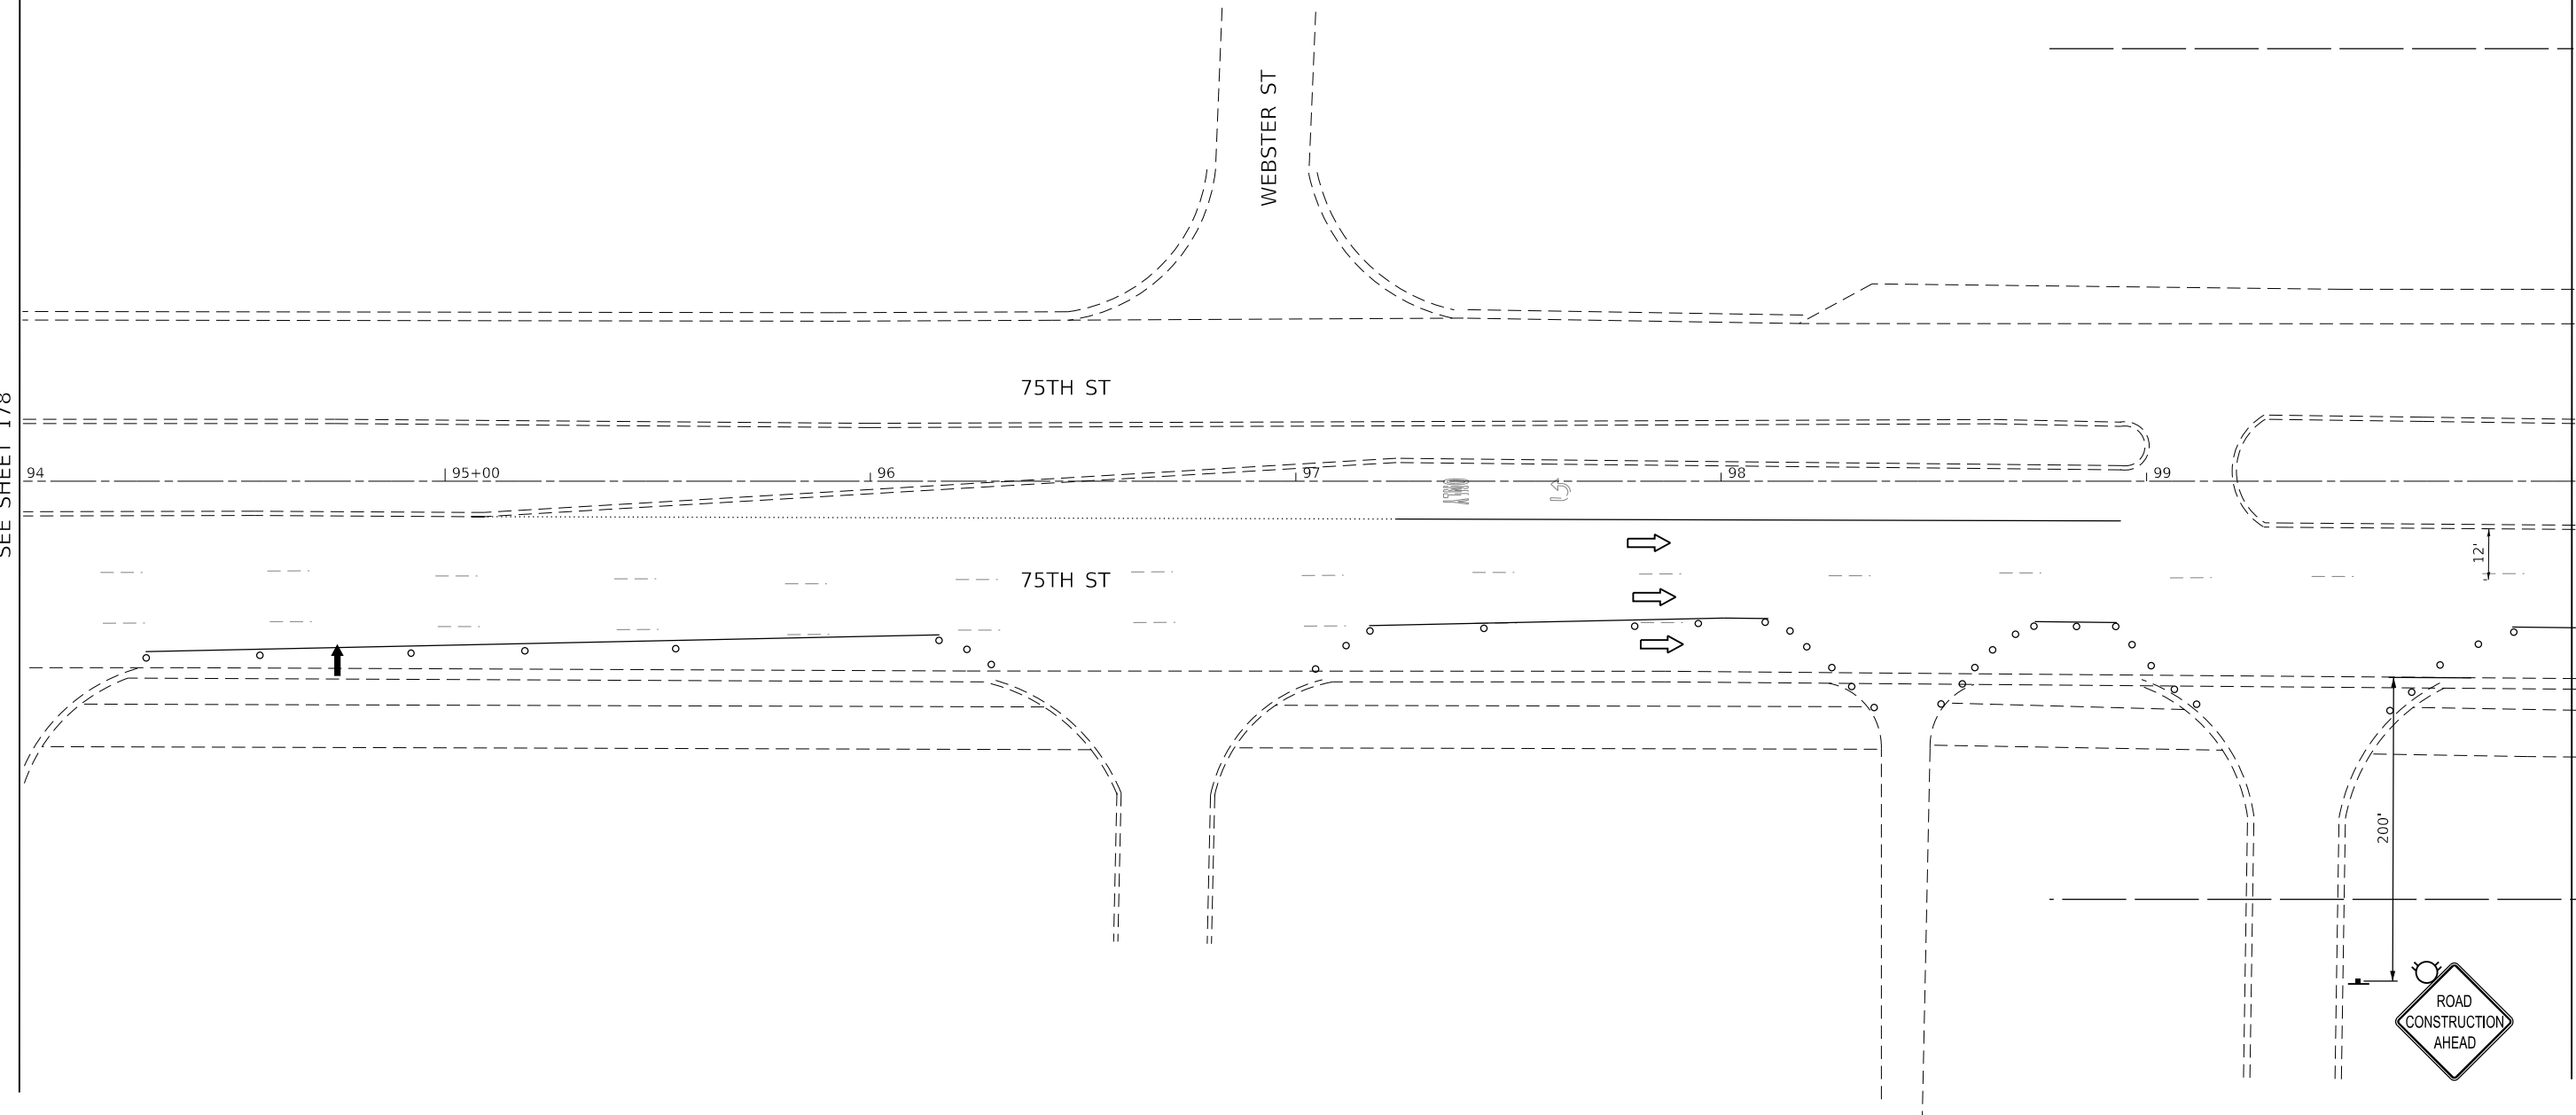 WEBSTER ST
75TH ST
SEE SHEET 178
94
95+00
96
97
98
99
ONLY
12'
75TH ST
200'
ROAD
CONSTRUCTION
AHEAD